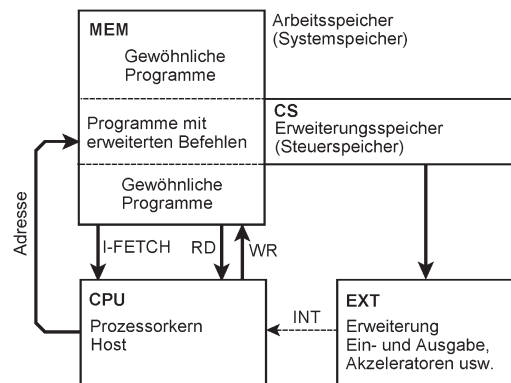 MEM
Arbeitsspeicher
(Systemspeicher)
Gewöhnliche
Programme
CS
Erweiterungsspeicher
(Steuerspeicher)
Programme mit
erweiterten Befehlen
Gewöhnliche
Programme
Adresse
I-FETCH
RD
WR
CPU
Prozessorkern
Host
INT
EXT
Erweiterung
Ein- und Ausgabe,
Akzeleratoren usw.